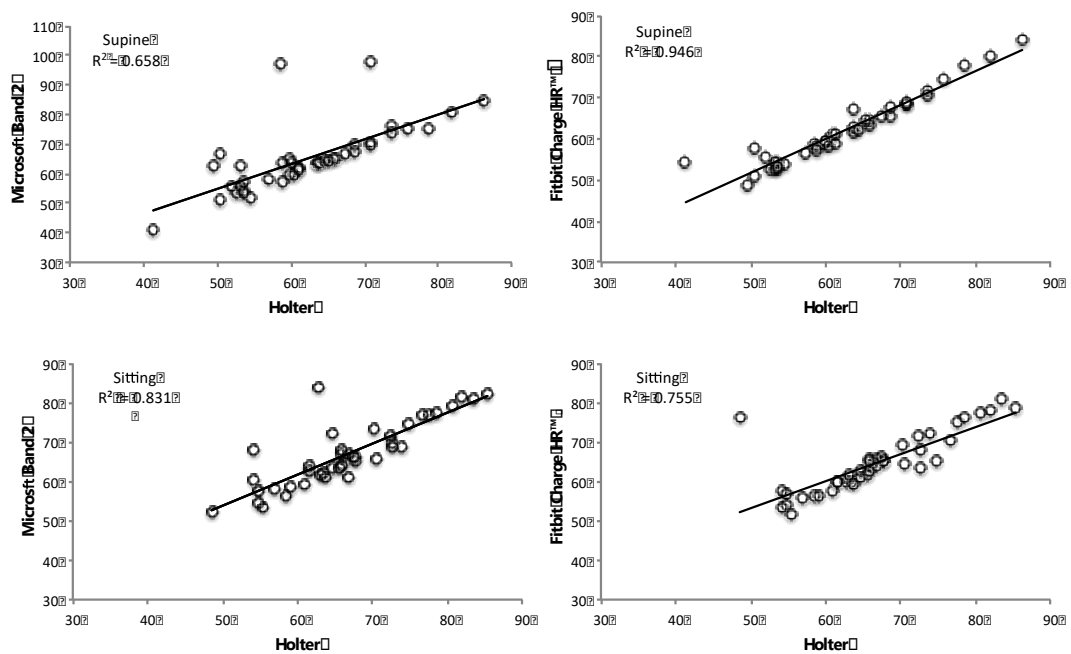 110
100
90
80
70
60
50
40
30
Supine
R² = 0.658
Microsoft Band 2
30 40 50 60 70 80 90
Holter
90
80
70
60
50
40
30
Supine
R² = 0.946
Fitbit Charge HR™
30 40 50 60 70 80 90
Holter
90
80
70
60
50
40
30
Sitting
R² = 0.831
Microsft Band 2
30 40 50 60 70 80 90
Holter
90
80
70
60
50
40
30
Sitting
R² = 0.755
Fitbit Charge HR™
30 40 50 60 70 80 90
Holter